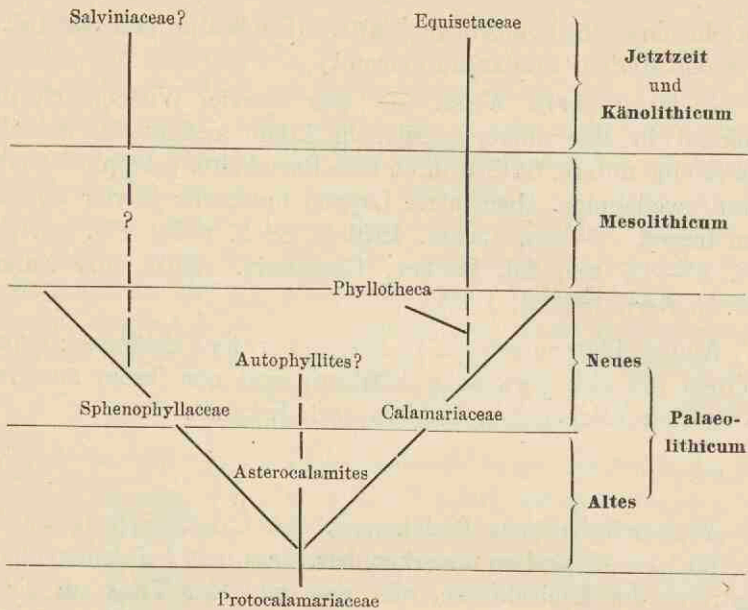 Salviniaceae?
Equisetaceae
Jetztzeit
und
Känolithicum
?
Mesolithicum
Phyllotheca
Autophyllites?
Neues
Sphenophyllaceae
Calamariaceae
Palaeo-
lithicum
Asterocalamites
Altes
Protocalamariaceae